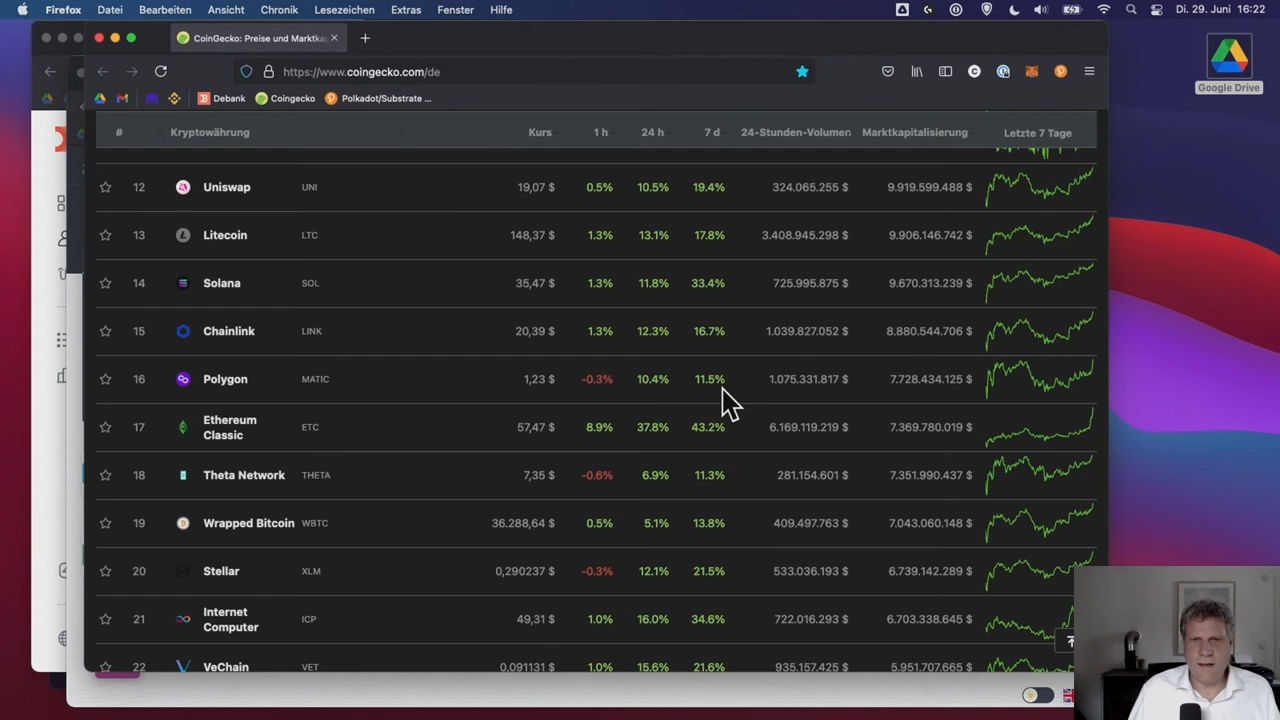 Firefox Datei Bearbeiten Ansicht Chronik Lesezeichen Extras Fenster Hilfe Di. 29. Juni 16:22
CoinGecko: Preise und Marktka
https://www.coingecko.com/de
Debank Coingecko Polkadot/Substrate ...
Google Drive
# Kryptowährung Kurs 1 h 24 h 7 d 24-Stunden-Volumen Marktkapitalisierung Letzte 7 Tage
12 Uniswap UNI 19,07 $ 0.5% 10.5% 19.4% 324.065.255 $ 9.919.599.488 $
13 Litecoin LTC 148,37 $ 1.3% 13.1% 17.8% 3.408.945.298 $ 9.906.146.742 $
14 Solana SOL 35,47 $ 1.3% 11.8% 33.4% 725.995.875 $ 9.670.313.239 $
15 Chainlink LINK 20,39 $ 1.3% 12.3% 16.7% 1.039.827.052 $ 8.880.544.706 $
16 Polygon MATIC 1,23 $ -0.3% 10.4% 11.5% 1.075.331.817 $ 7.728.434.125 $
17 Ethereum Classic ETC 57,47 $ 8.9% 37.8% 43.2% 6.169.119.219 $ 7.369.780.019 $
18 Theta Network THETA 7,35 $ -0.6% 6.9% 11.3% 281.154.601 $ 7.351.990.437 $
19 Wrapped Bitcoin WBTC 36.288,64 $ 0.5% 5.1% 13.8% 409.497.763 $ 7.043.060.148 $
20 Stellar XLM 0,290237 $ -0.3% 12.1% 21.5% 533.036.193 $ 6.739.142.289 $
21 Internet Computer ICP 49,31 $ 1.0% 16.0% 34.6% 722.016.293 $ 6.703.338.645 $
22 VeChain VET 0,091131 $ 1.0% 15.6% 21.6% 935.157.425 $ 5.951.707.665 $